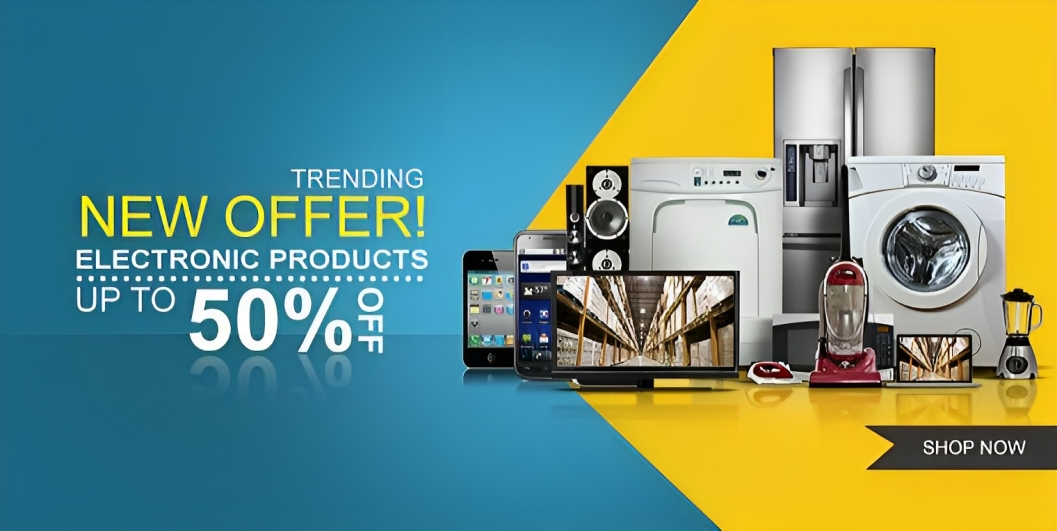 TRENDING
NEW OFFER!
ELECTRONIC PRODUCTS
UP TO 50% OFF
SHOP NOW